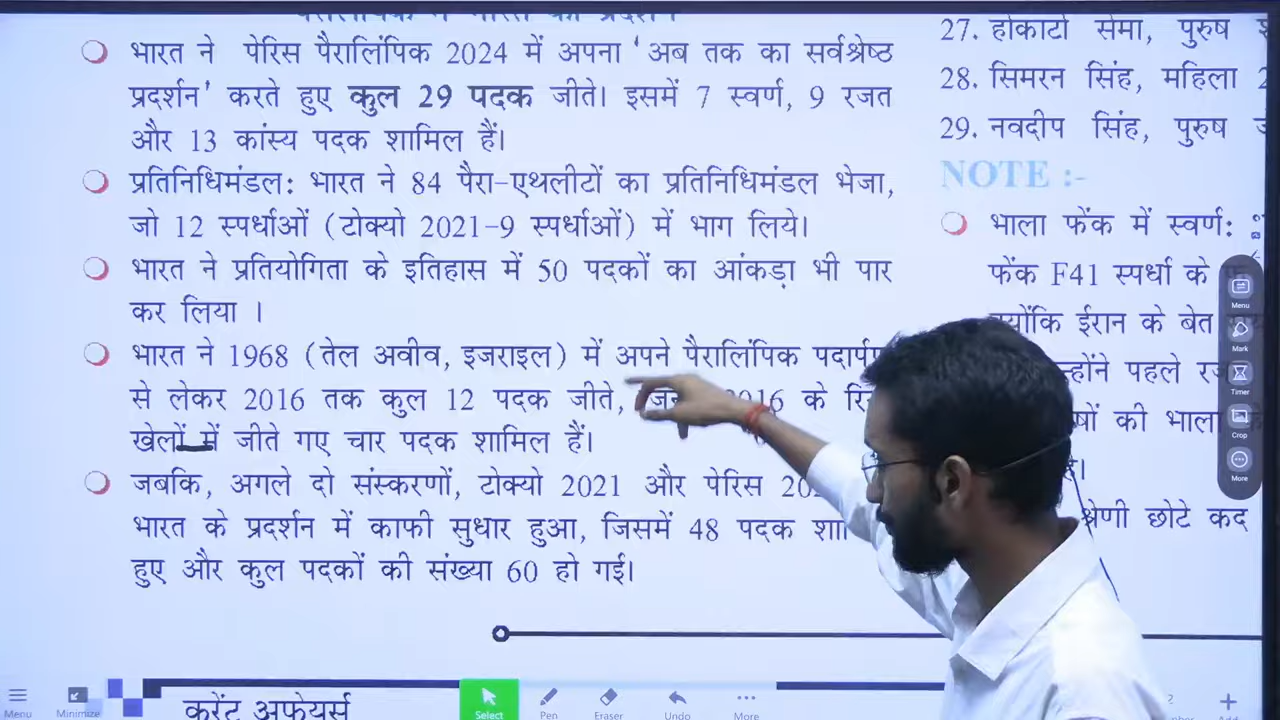 भारत ने पेरिस पैरालिंपिक 2024 में अपना 'अब तक का सर्वश्रेष्ठ
प्रदर्शन' करते हुए कुल 29 पदक जीते। इसमें 7 स्वर्ण, 9 रजत
और 13 कांस्य पदक शामिल हैं।
प्रतिनिधिमंडल: भारत ने 84 पैरा-एथलीटों का प्रतिनिधिमंडल भेजा,
जो 12 स्पर्धाओं (टोक्यो 2021-9 स्पर्धाओं) में भाग लिये।
भारत ने प्रतियोगिता के इतिहास में 50 पदकों का आंकड़ा भी पार
कर लिया ।
भारत ने 1968 (तेल अवीव, इजराइल) में अपने पैरालिंपिक
से लेकर 2016 तक कुल 12 पदक जीते, के
खेलों में जीते गए चार पदक शामिल हैं।
जबकि, अगले दो संस्करणों, टोक्यो 2021 और पेरिस
भारत के प्रदर्शन में काफी सुधार हुआ, जिसमें 48 पदक
हुए और कुल पदकों की संख्या 60 हो गई।
27. होकाटो सेमा, पुरुष
28. सिमरन सिंह, महिला
29. नवदीप सिंह, पुरुष
NOTE :-
भाला फेंक में स्वर्ण:
फेंक F41 स्पर्धा के
क्योंकि ईरान के बेत
पहले
की भाला
श्रेणी छोटे कद
Menu
Mark
Timer
Crop
More
करेंट अफेयर्स
Menu
Minimize
Select
Pen
Eraser
Undo
More